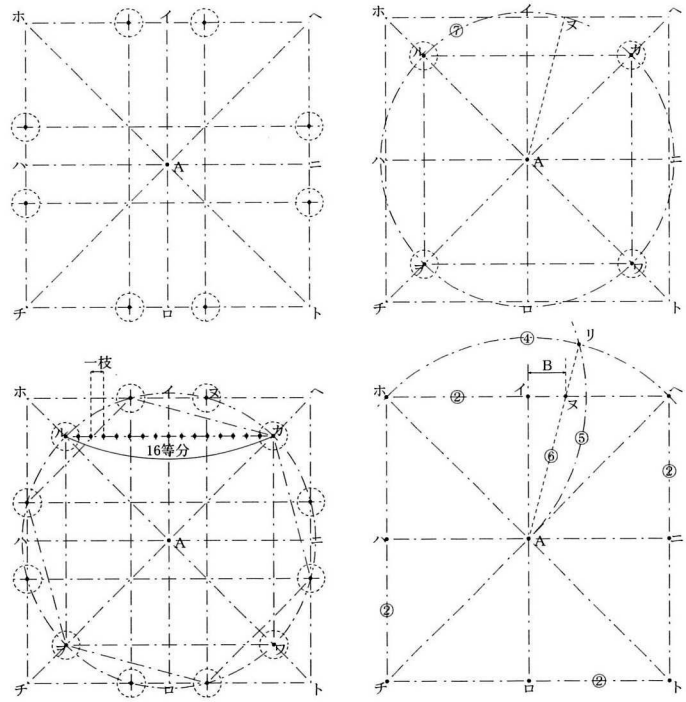 ホ イ ヘ
ハ A ニ
チ ロ ト
ホ イ ヌ ヘ
⑦
ル カ
ハ A ニ
ヲ ワ
チ ロ ト
一枝
ホ イ ヌ ヘ
ル カ
16等分
ハ A ニ
ヲ ワ
チ ロ ト
④ リ
B
ホ ② イ ヌ ヘ
⑤
⑥ ②
ハ A ニ
②
チ ロ ② ト